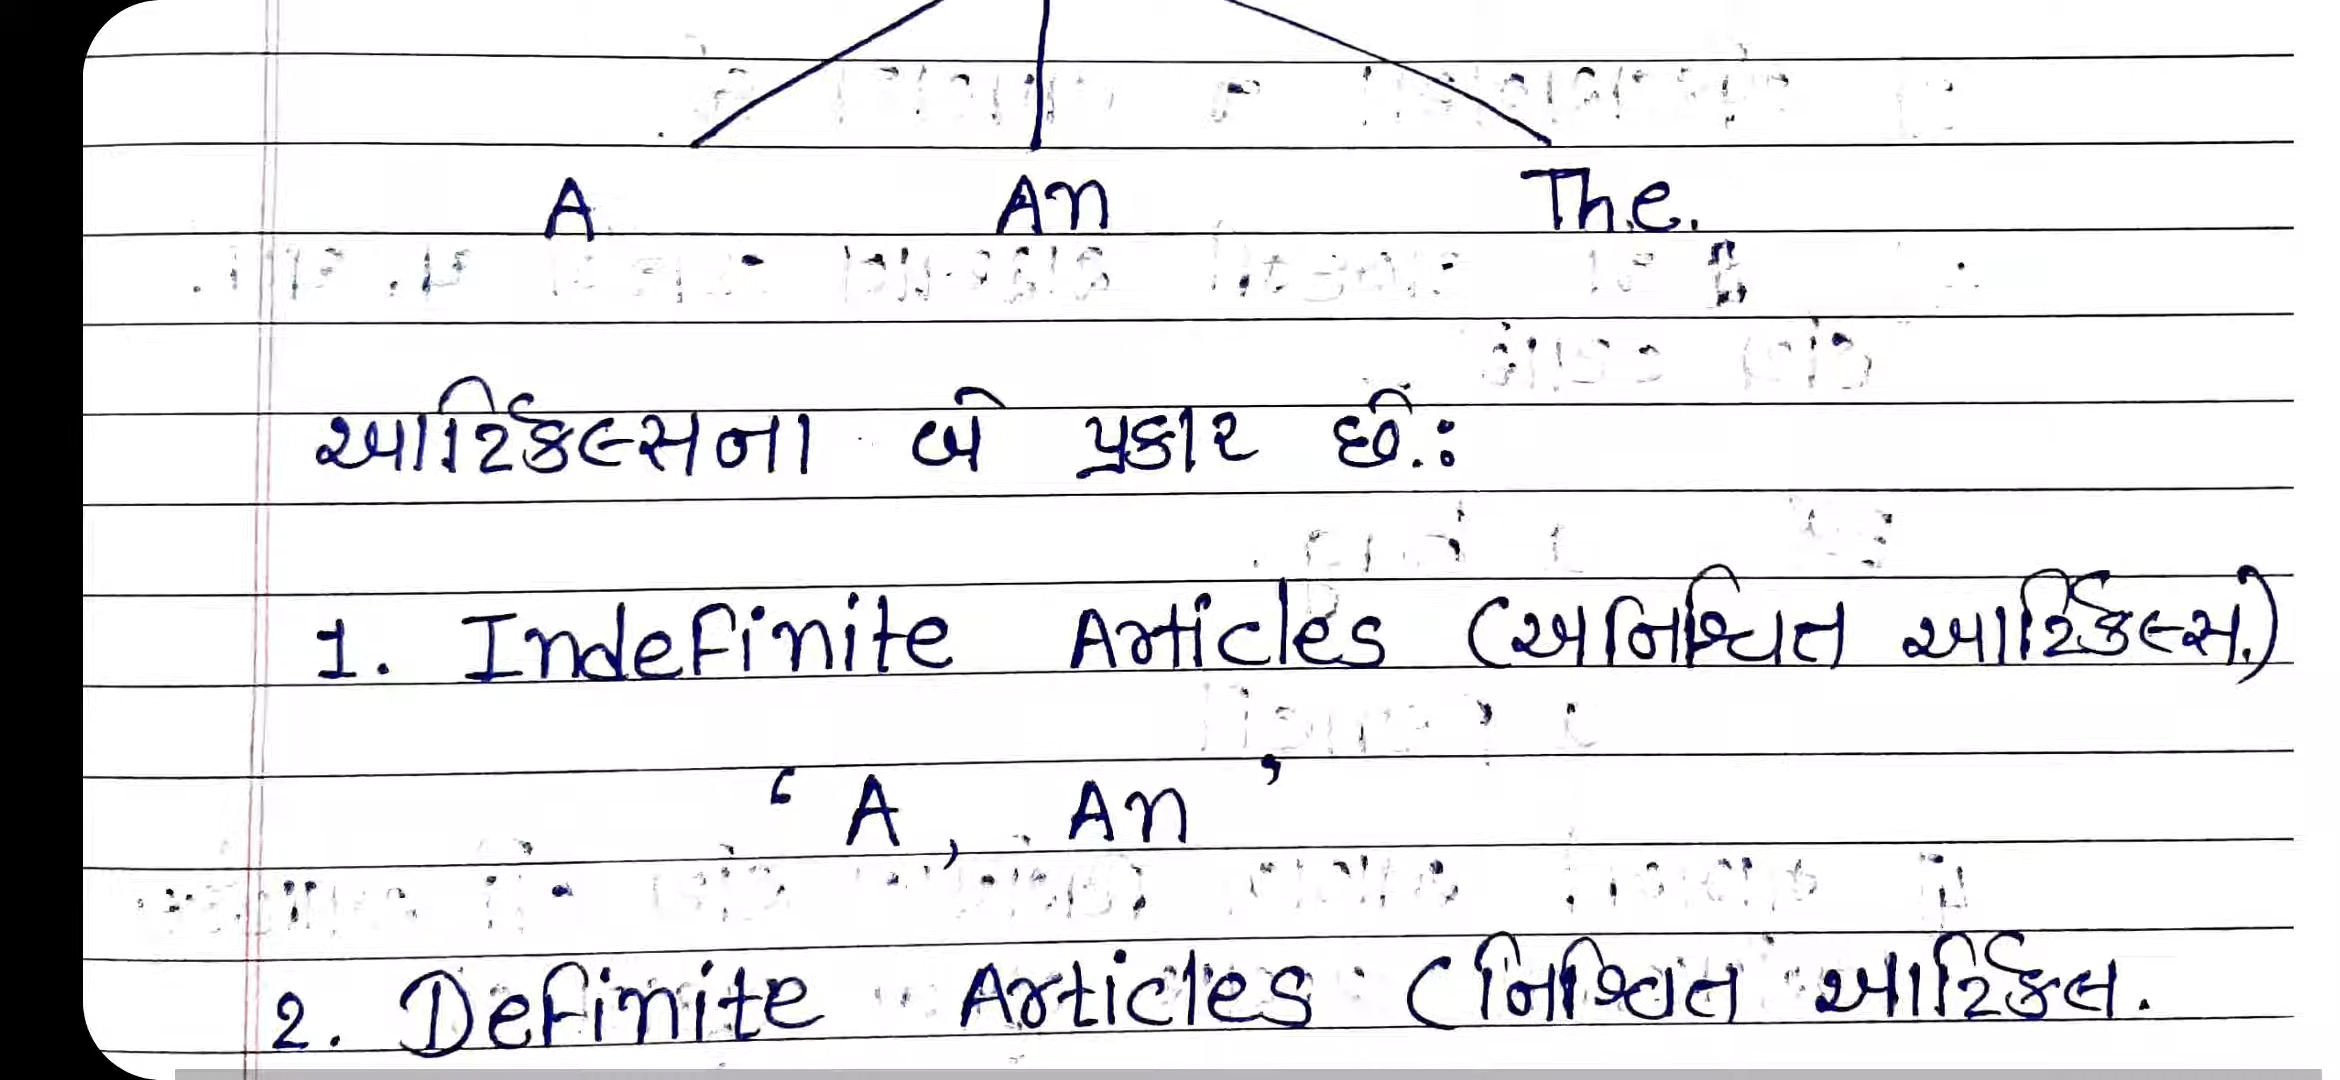 A An The.
આર્ટિકલ્સના બે પ્રકાર છે.:
1. Indefinite Articles (અનિશ્ચિત આર્ટિકલ્સ.)
‘A, An’
2. Definite Articles (નિશ્ચિત આર્ટિકલ.